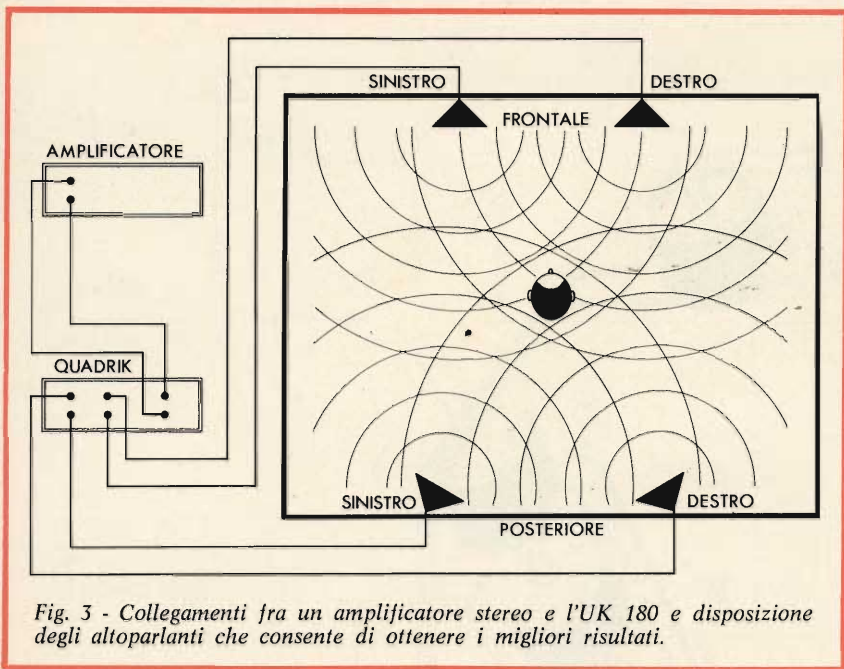 SINISTRO
DESTRO
FRONTALE
AMPLIFICATORE
QUADRIK
SINISTRO
DESTRO
POSTERIORE
Fig. 3 - Collegamenti fra un amplificatore stereo e l'UK 180 e disposizione
degli altoparlanti che consente di ottenere i migliori risultati.